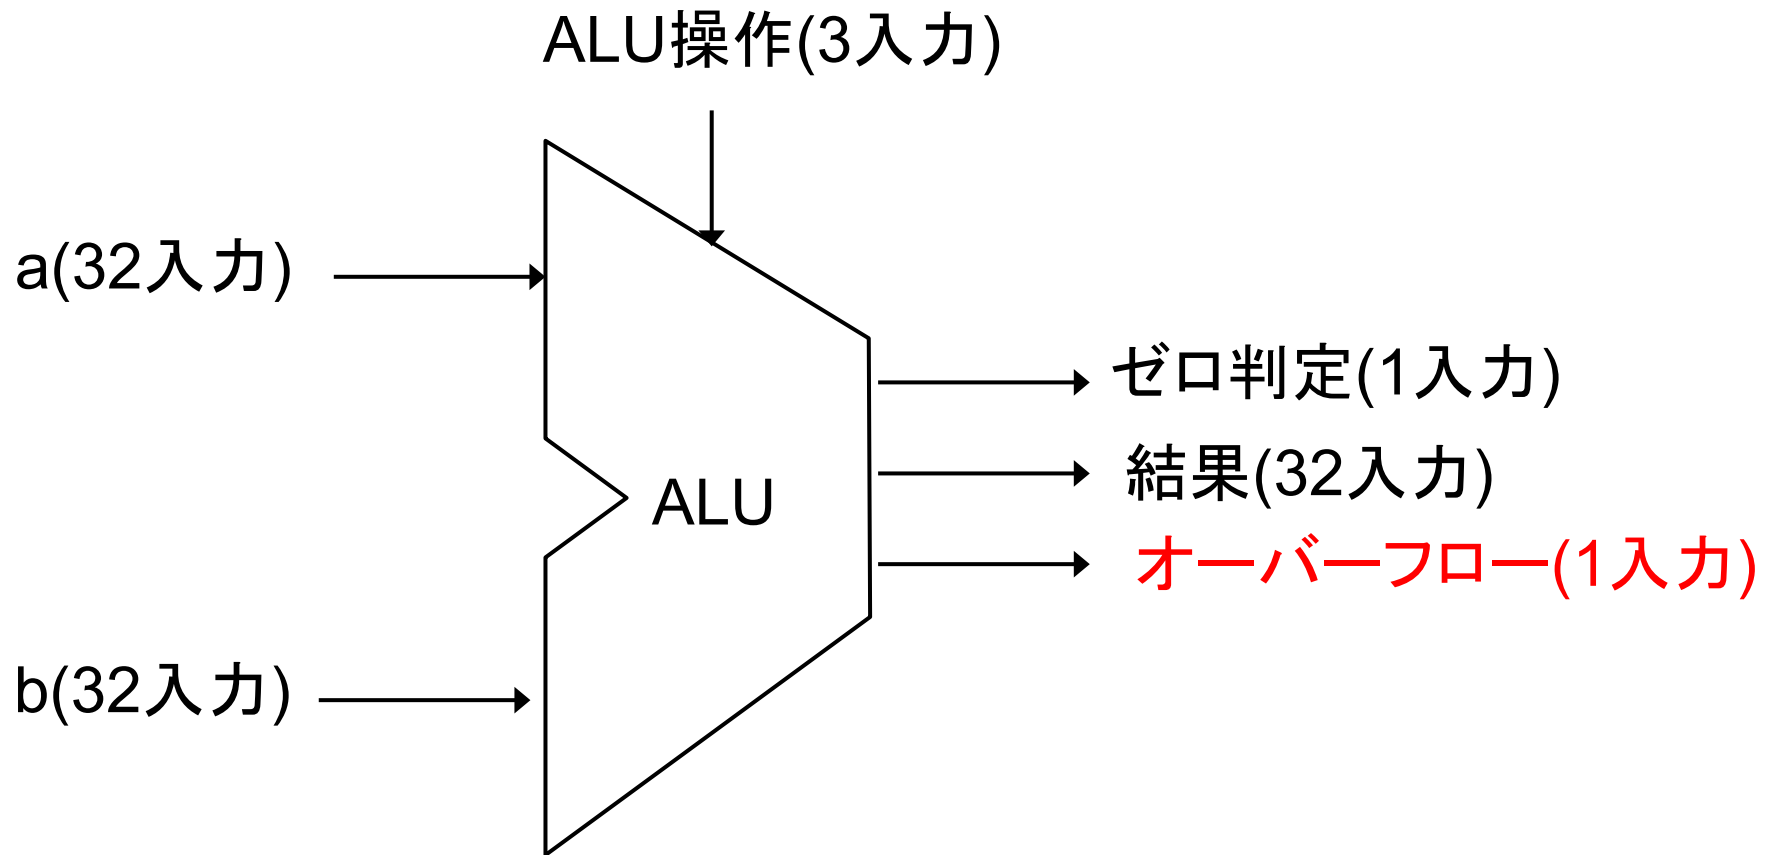 ALU操作(3入力)
a(32入力)
ゼロ判定(1入力)
結果(32入力)
ALU
オーバーフロー(1入力)
b(32入力)